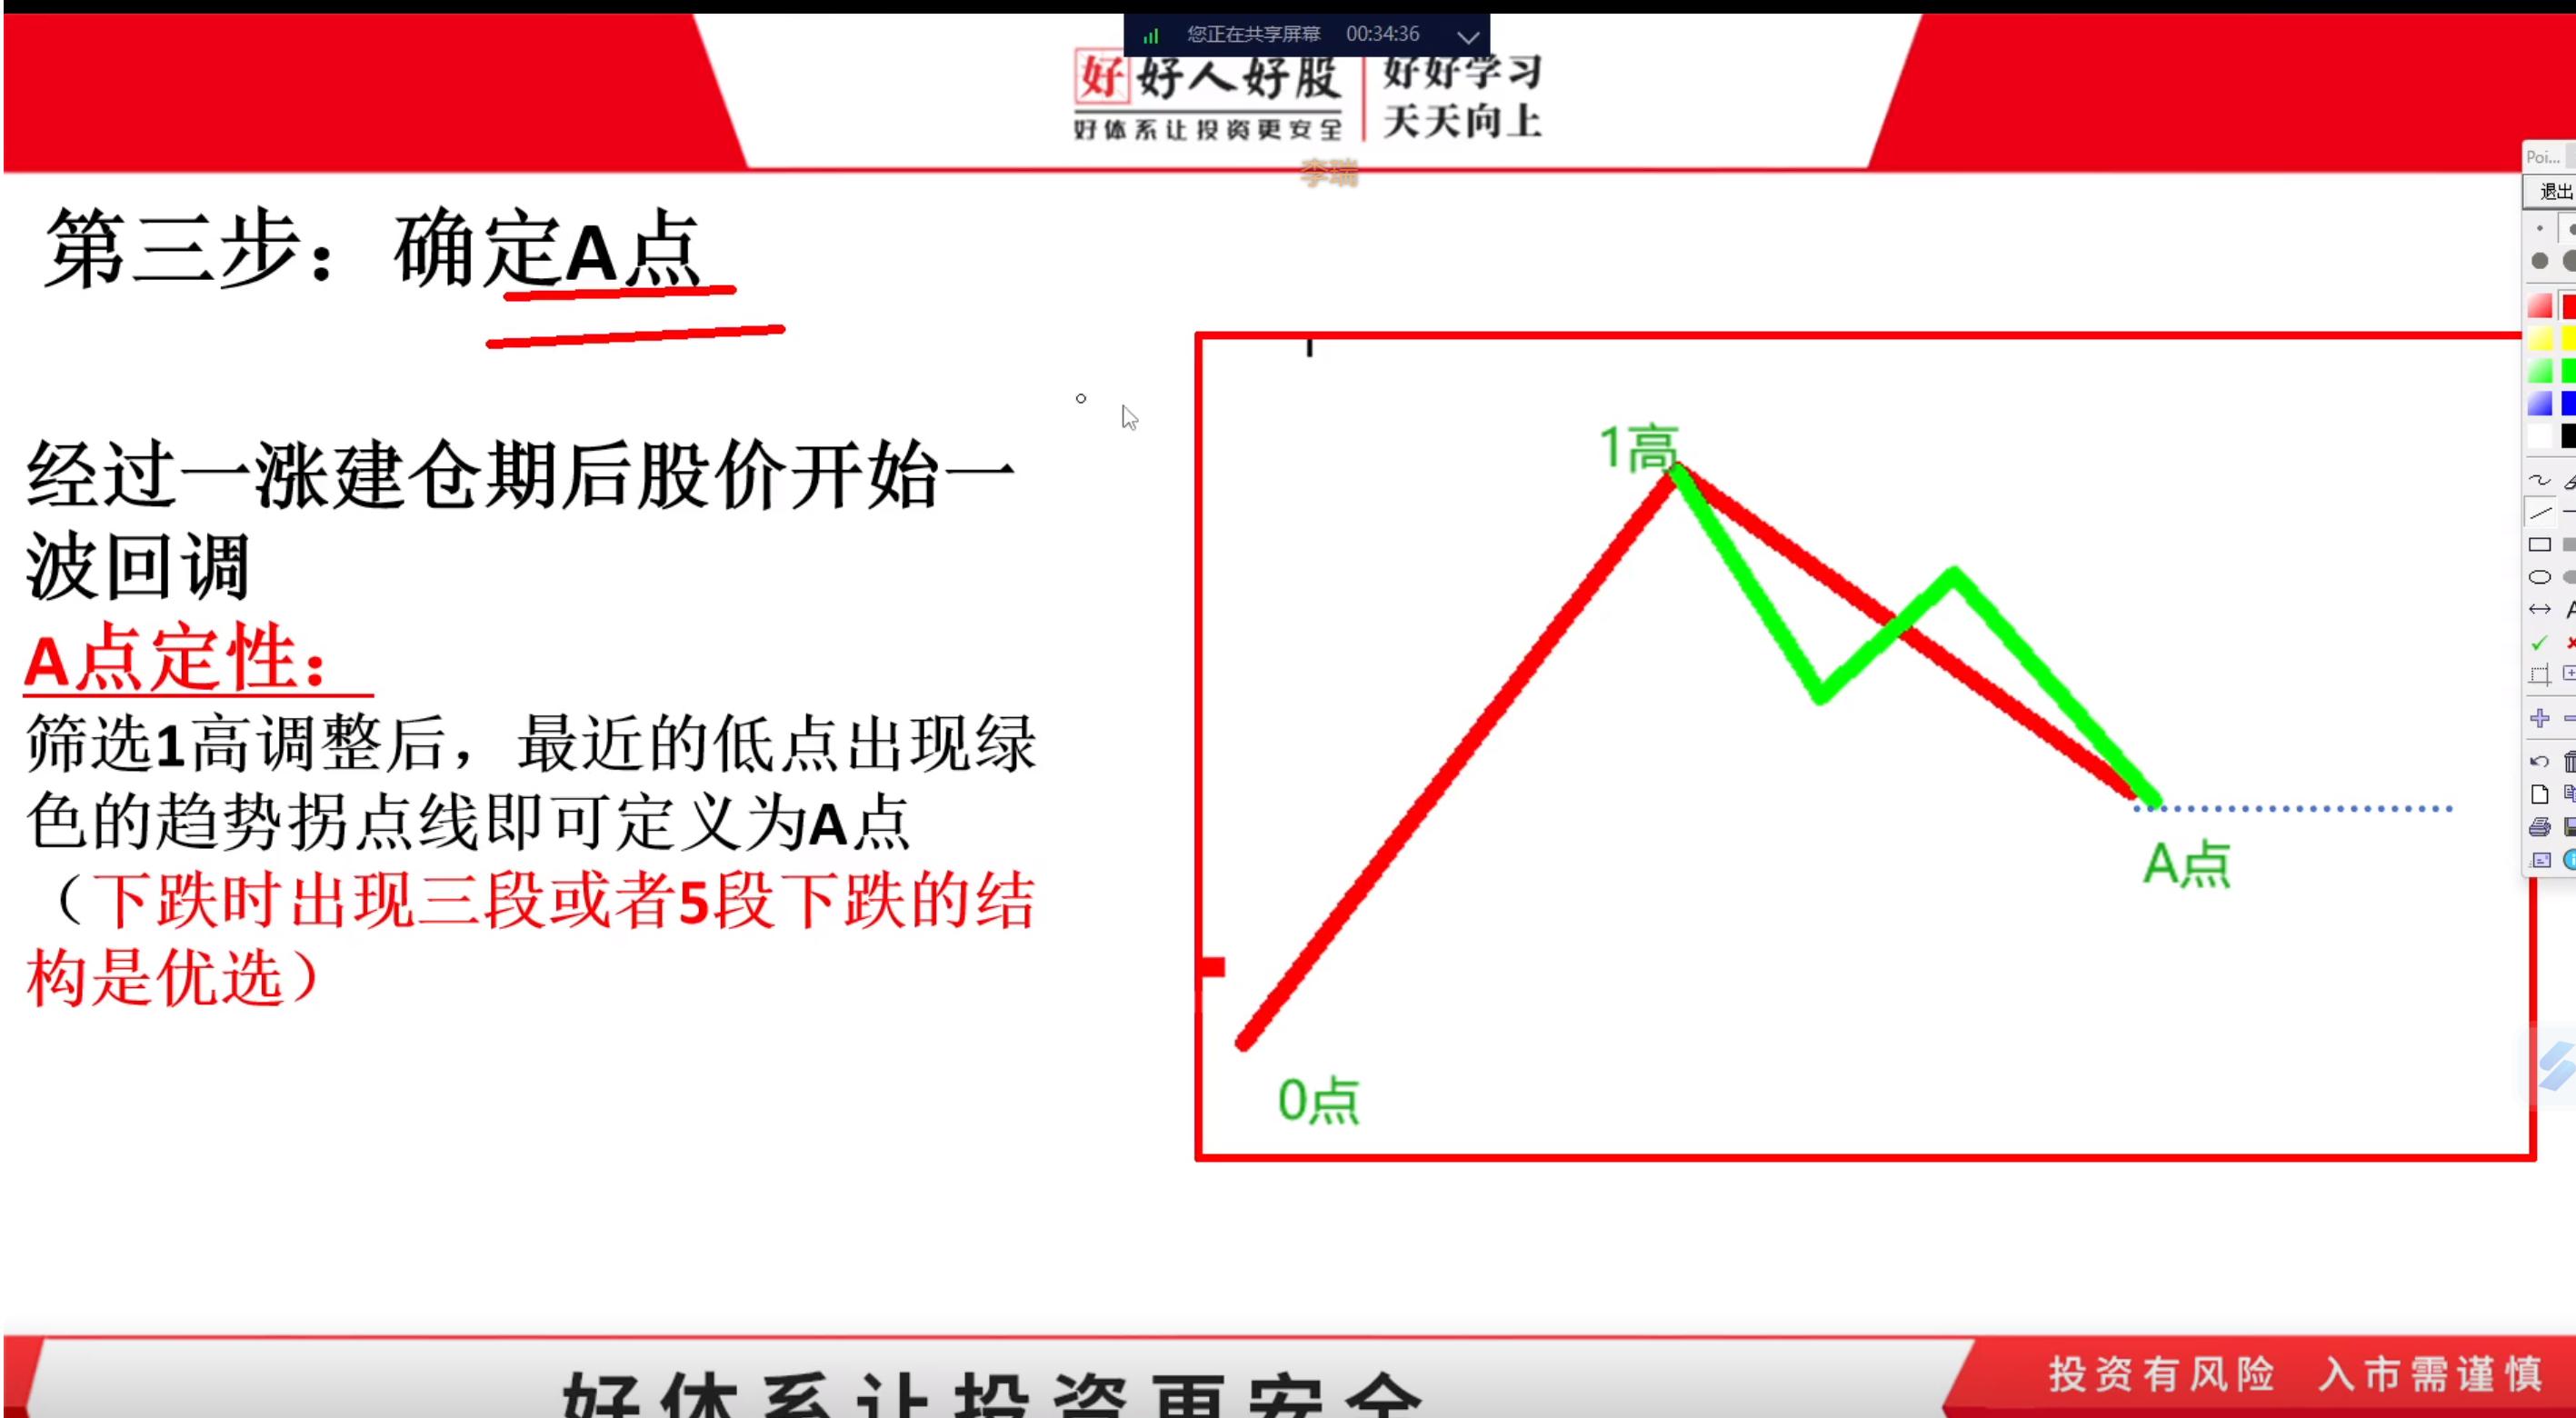 您正在共享屏幕 00:34:36
好 好人好股
好体系让投资更安全
好好学习
天天向上
李瑞
Poi...
退出
第三步：确定A点
经过一涨建仓期后股价开始一
波回调
A点定性：
筛选1高调整后，最近的低点出现绿
色的趋势拐点线即可定义为A点
（下跌时出现三段或者5段下跌的结
构是优选）
1高
A点
0点
好体系让投资更安全
投资有风险 入市需谨慎